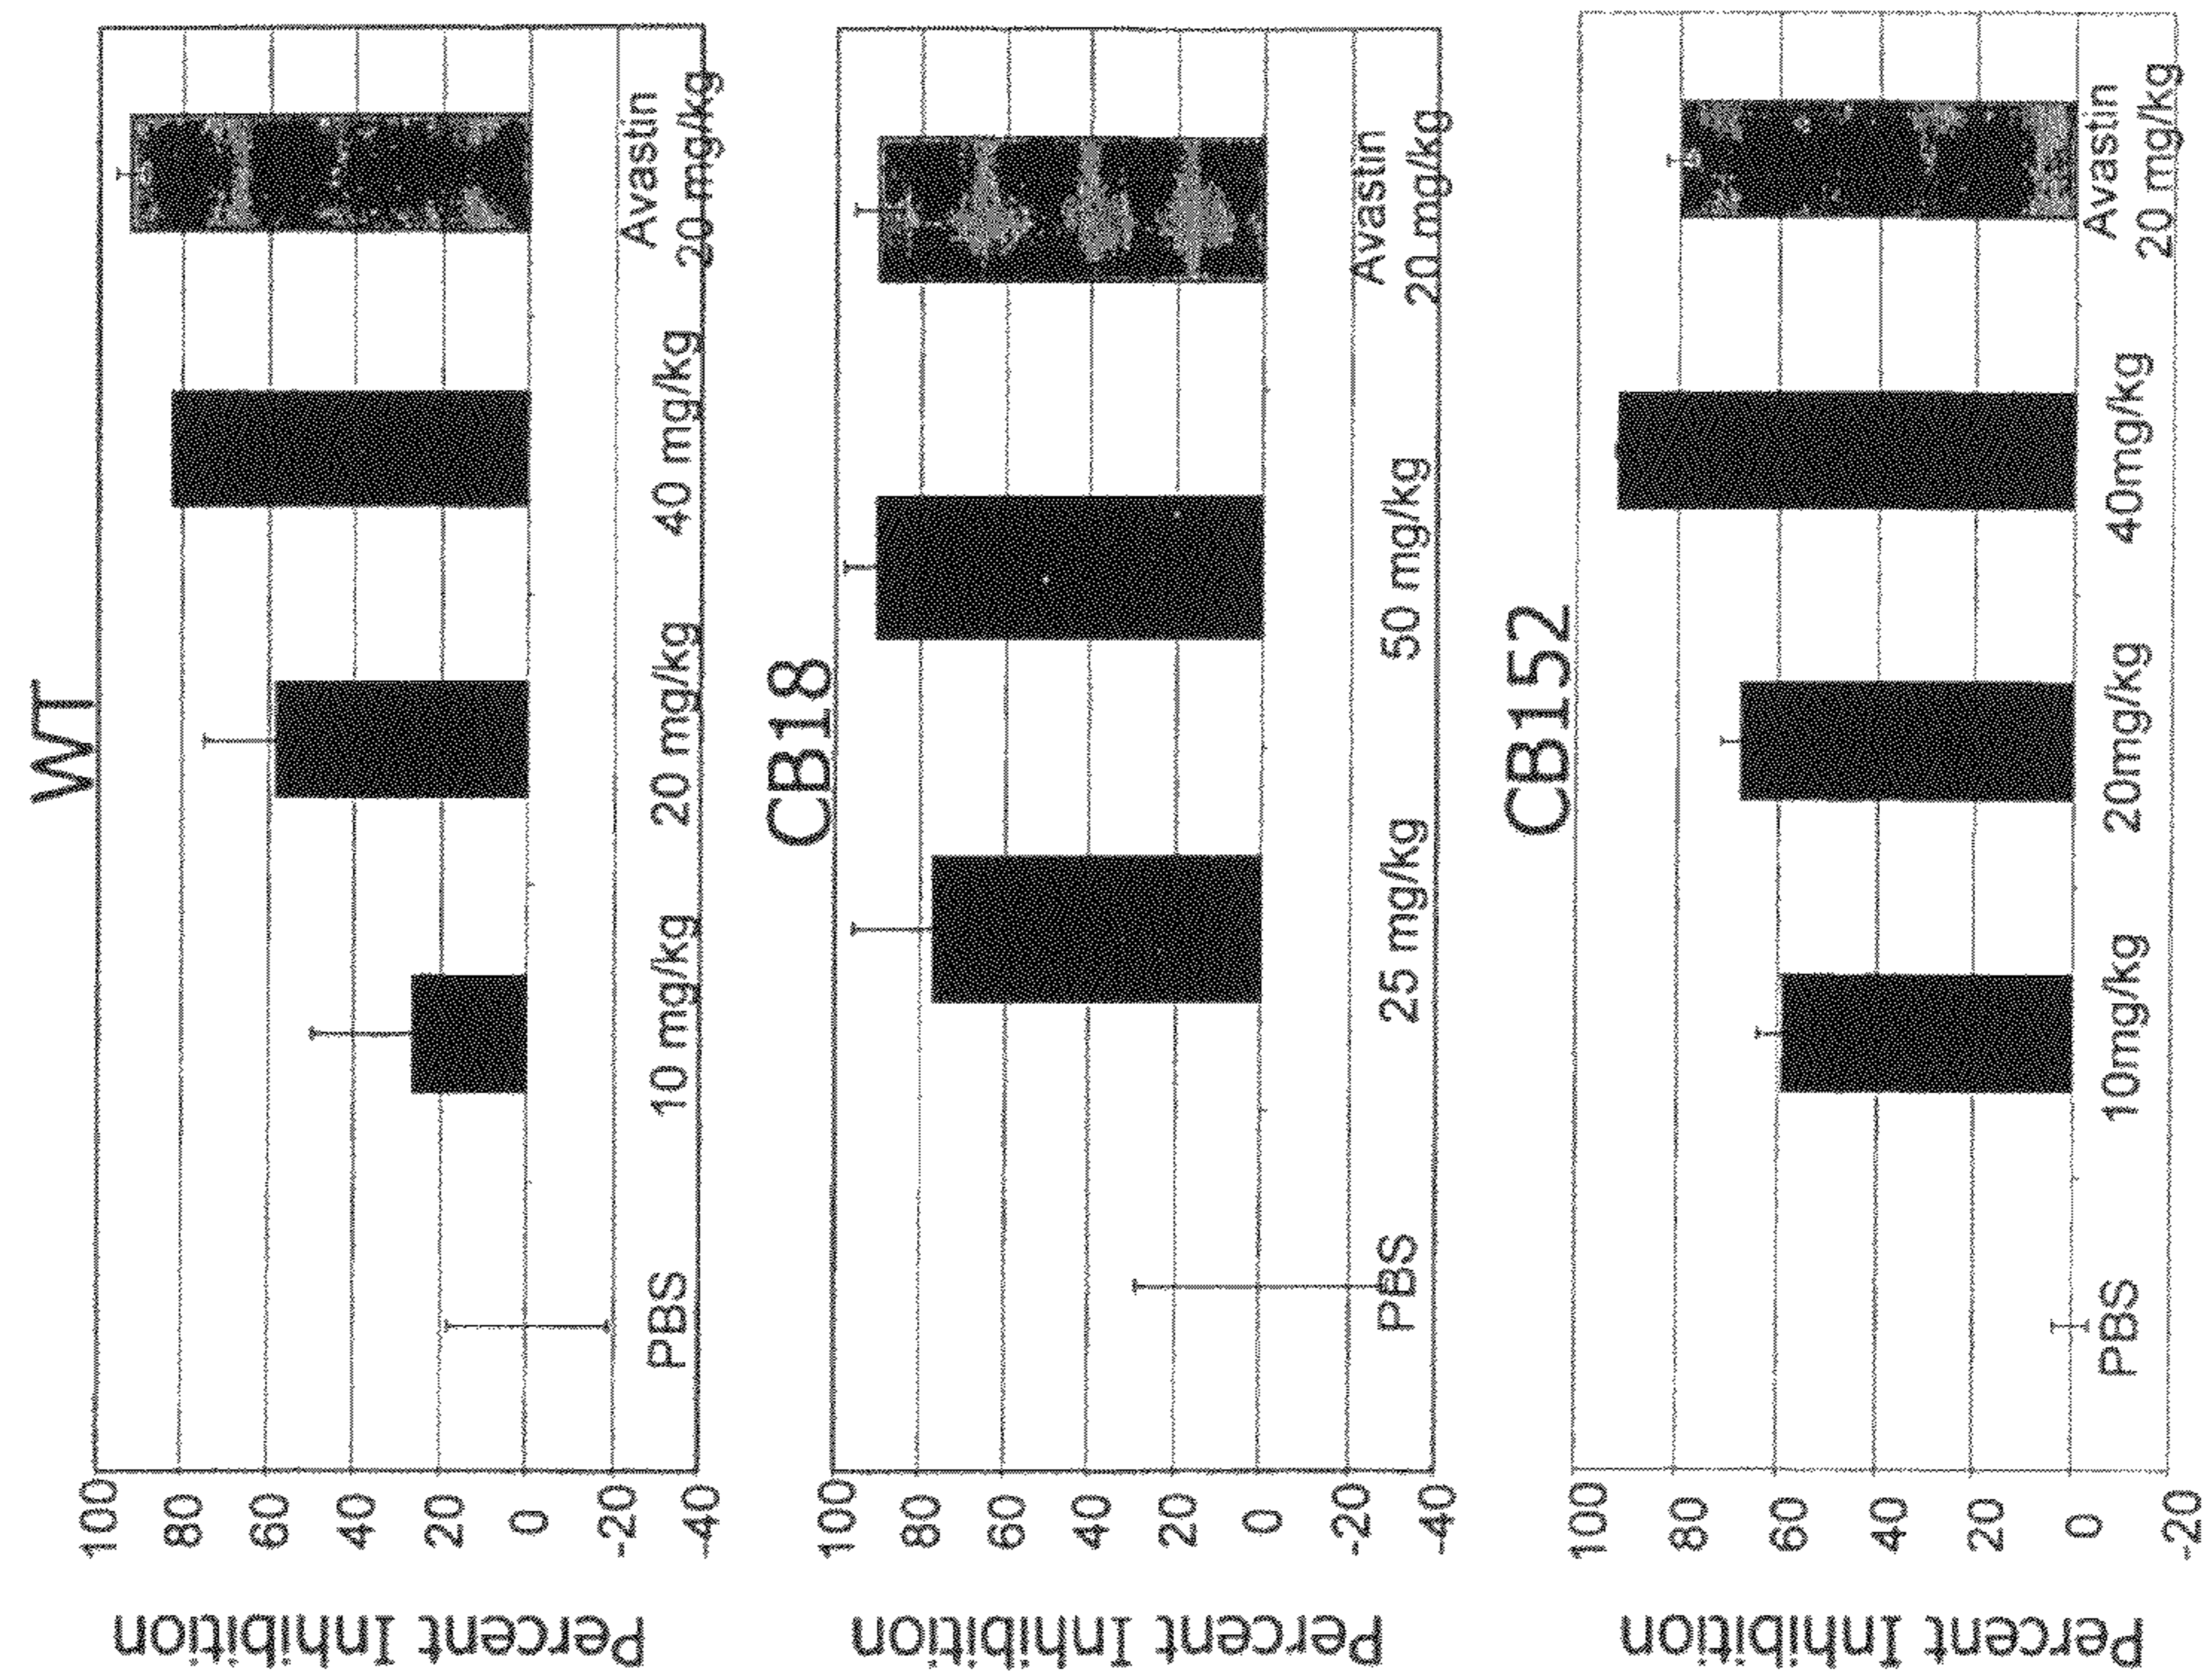 WT
Percent Inhibition
100
80
60
40
20
0
-20
-40
PBS
10 mg/kg
20 mg/kg
40 mg/kg
Avastin
20 mg/kg
CB18
Percent Inhibition
100
80
60
40
20
0
-20
-40
PBS
25 mg/kg
50 mg/kg
Avastin
20 mg/kg
CB152
Percent Inhibition
100
80
60
40
20
0
-20
PBS
10mg/kg
20mg/kg
40mg/kg
Avastin
20 mg/kg